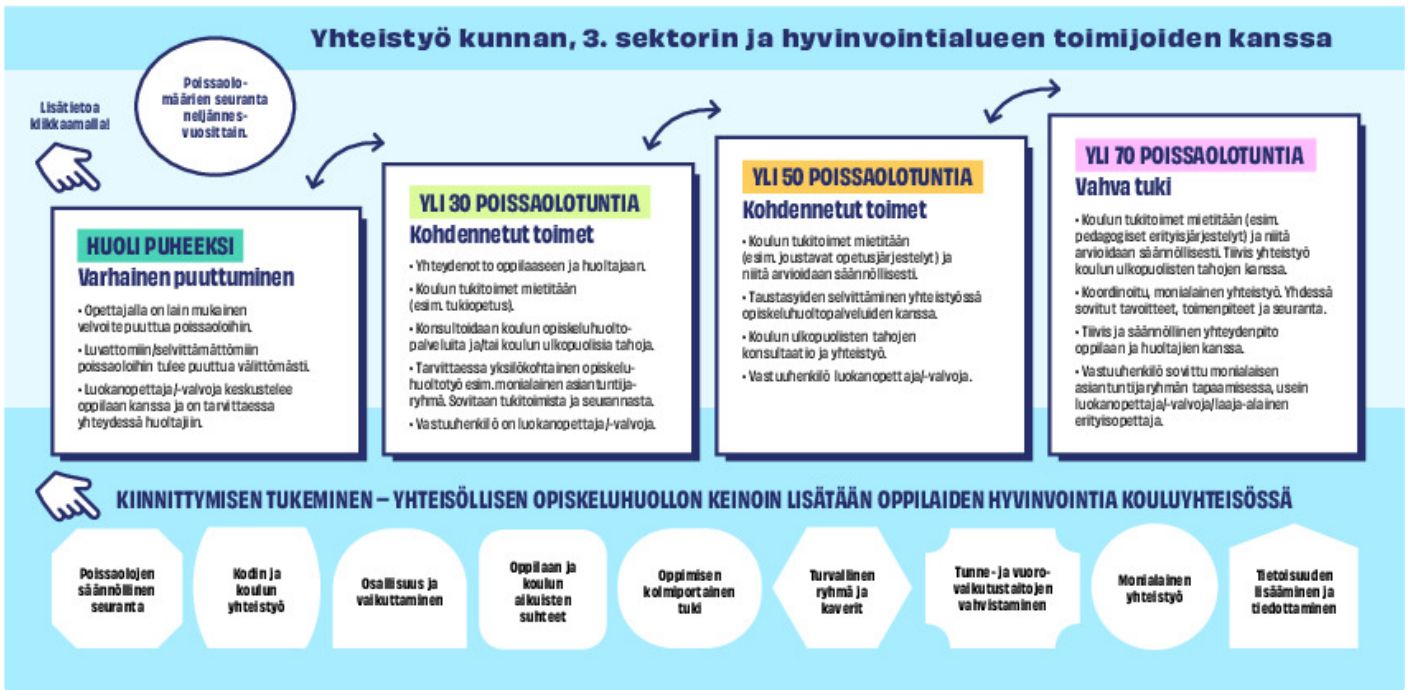 Yhteistyö kunnan, 3. sektorin ja hyvinvointialueen toimijoiden kanssa
Lisätietoa
klikkaamalla!
Poissaolo-
määrien seuranta
neljännes-
vuosittain.
HUOLI PUHEEKSI
Varhainen puuttuminen
• Opettajalla on lain mukainen
velvoite puuttua poissaoloihin.
• Luvattomiin/selvittämättömiin
poissaoloihin tulee puuttua välittömästi.
• Luokanopettaja/-valvoja keskustelee
oppilaan kanssa ja on tarvittaessa
yhteydessä huoltajiin.
YLI 30 POISSAOLOTUNTIA
Kohdennetut toimet
• Yhteydenotto oppilaaseen ja huoltajaan.
• Koulun tukitoimet mietitään
(esim. tukiopetus).
• Konsultoidaan koulun opiskeluhuolto-
palveluita ja/tai koulun ulkopuolisia tahoja.
• Tarvittaessa yksilökohtainen opiskelu-
huoltotyö esim. monialainen asiantuntija-
ryhmä. Sovitaan tukitoimista ja seurannasta.
• Vastuuhenkilö on luokanopettaja/-valvoja.
YLI 50 POISSAOLOTUNTIA
Kohdennetut toimet
• Koulun tukitoimet mietitään
(esim. joustavat opetusjärjestelyt) ja
niitä arvioidaan säännöllisesti.
• Taustasyiden selvittäminen yhteistyössä
opiskeluhuoltopalveluiden kanssa.
• Koulun ulkopuolisten tahojen
konsultaatio ja yhteistyö.
• Vastuuhenkilö luokanopettaja/-valvoja.
YLI 70 POISSAOLOTUNTIA
Vahva tuki
• Koulun tukitoimet mietitään (esim.
pedagogiset erityisjärjestelyt) ja niitä
arvioidaan säännöllisesti. Tiivis yhteistyö
koulun ulkopuolisten tahojen kanssa.
• Koordinoitu, monialainen yhteistyö. Yhdessä
sovitut tavoitteet, toimenpiteet ja seuranta.
• Tiivis ja säännöllinen yhteydenpito
oppilaan ja huoltajien kanssa.
• Vastuuhenkilö sovittu monialaisen
asiantuntijaryhmän tapaamisessa, usein
luokanopettaja/-valvoja/laaja-alainen
erityisopettaja.
KIINNITTYMISEN TUKEMINEN – YHTEISÖLLISEN OPISKELUHUOLLON KEINOIN LISÄTÄÄN OPPILAIDEN HYVINVOINTIA KOULUYHTEISÖSSÄ
Poissaolojen
säännöllinen
seuranta
Kodin ja
koulun
yhteistyö
Osallisuus ja
vaikuttaminen
Oppilaan ja
koulun
aikuisten
suhteet
Oppimisen
kolmiportainen
tuki
Turvallinen
ryhmä ja
kaverit
Tunne- ja vuoro-
vaikutustaitojen
vahvistaminen
Monialainen
yhteistyö
Tietoisuuden
lisääminen ja
tiedottaminen